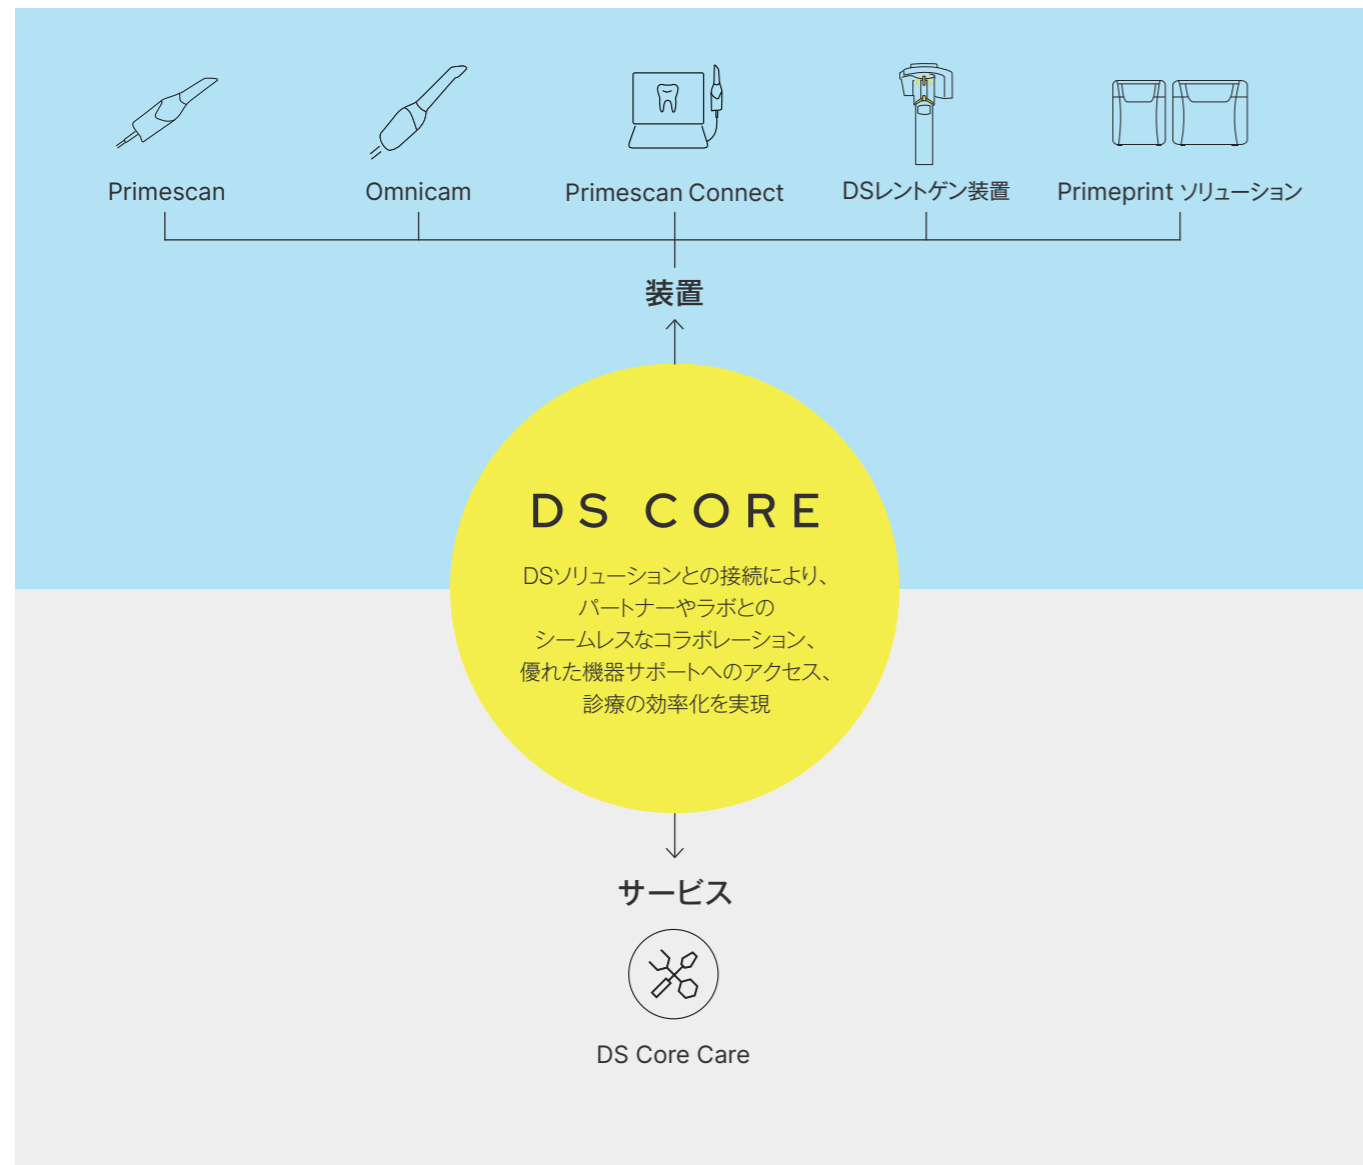 Primescan
Omnicam
Primescan Connect
DSレントゲン装置
Primeprint ソリューション
装置
DS CORE
DSソリューションとの接続により、
パートナーやラボとの
シームレスなコラボレーション、
優れた機器サポートへのアクセス、
診療の効率化を実現
サービス
DS Core Care